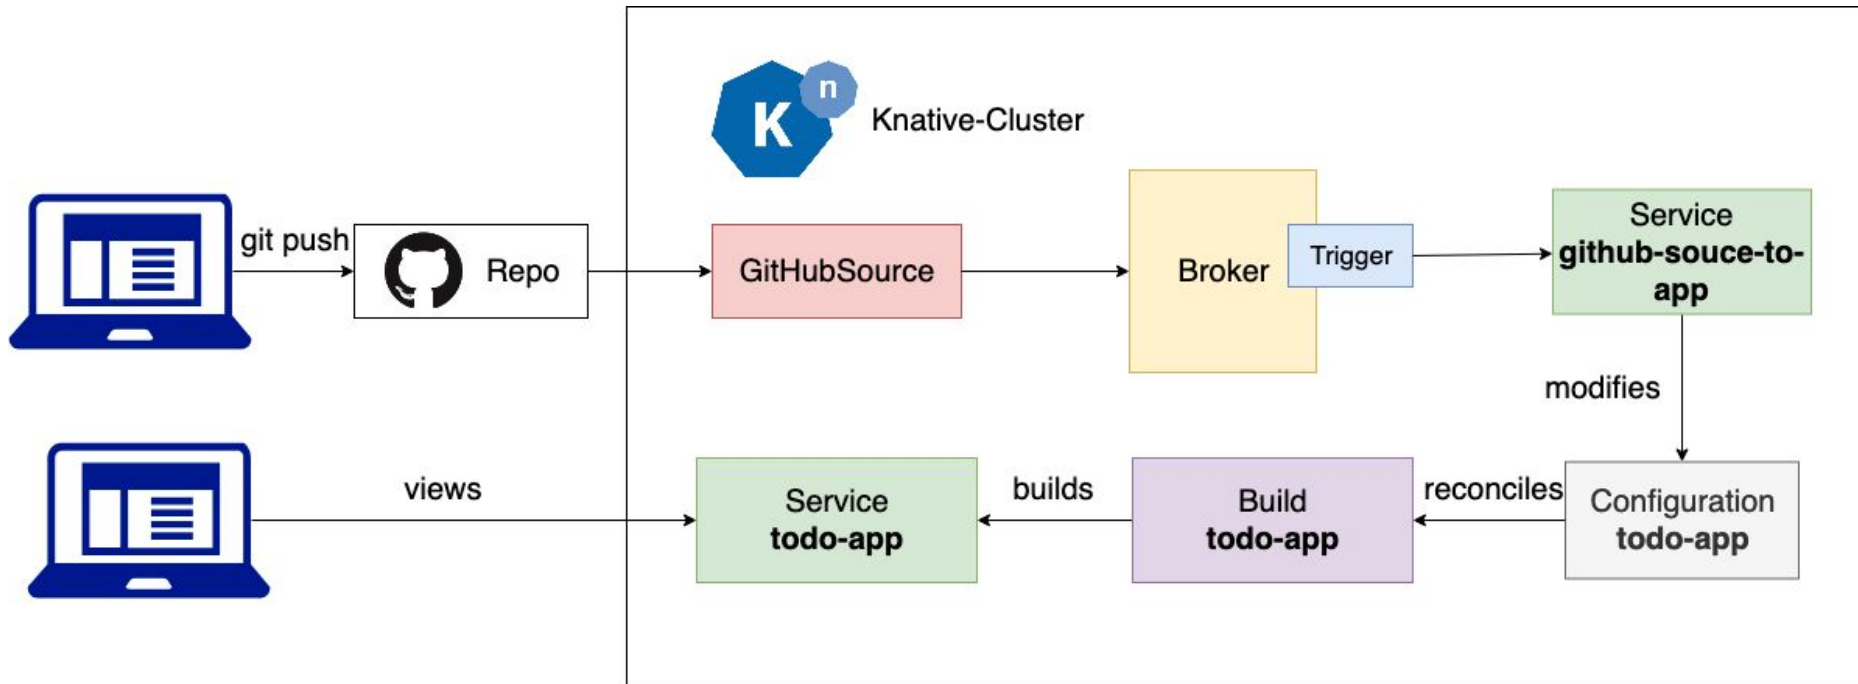 K
n
Knative-Cluster
git push
Repo
GitHubSource
Broker
Trigger
Service
github-souce-to-
app
modifies
views
Service
todo-app
builds
Build
todo-app
reconciles
Configuration
todo-app